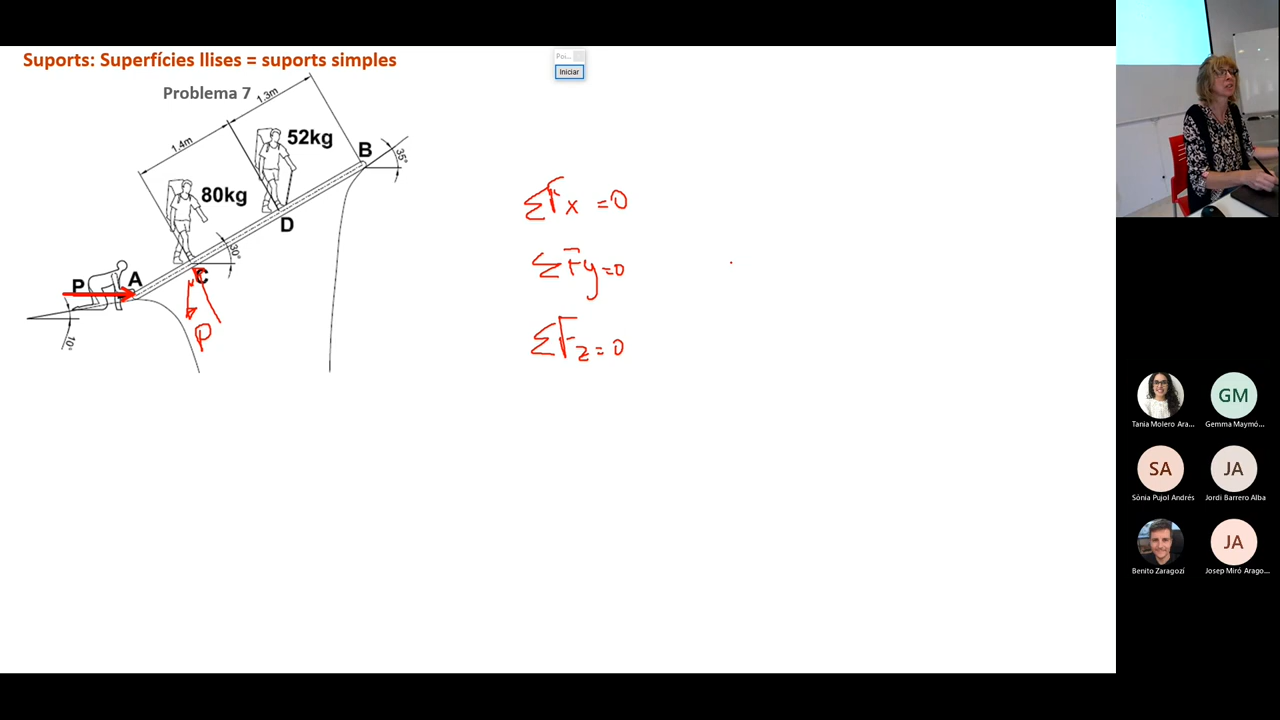 Suports: Superfícies llises = suports simples
Poi...
Iniciar
Problema 7
1.3m
1.4m
52kg
B
35°
80kg
D
30°
C
P
A
10°
P
ΣFx = 0
ΣFy = 0
ΣFz = 0
Tania Molero Ara...
GM
Gemma Maymó...
SA
Sònia Pujol Andrés
JA
Jordi Barrero Alba
Benito Zaragozí
JA
Josep Miró Arago...